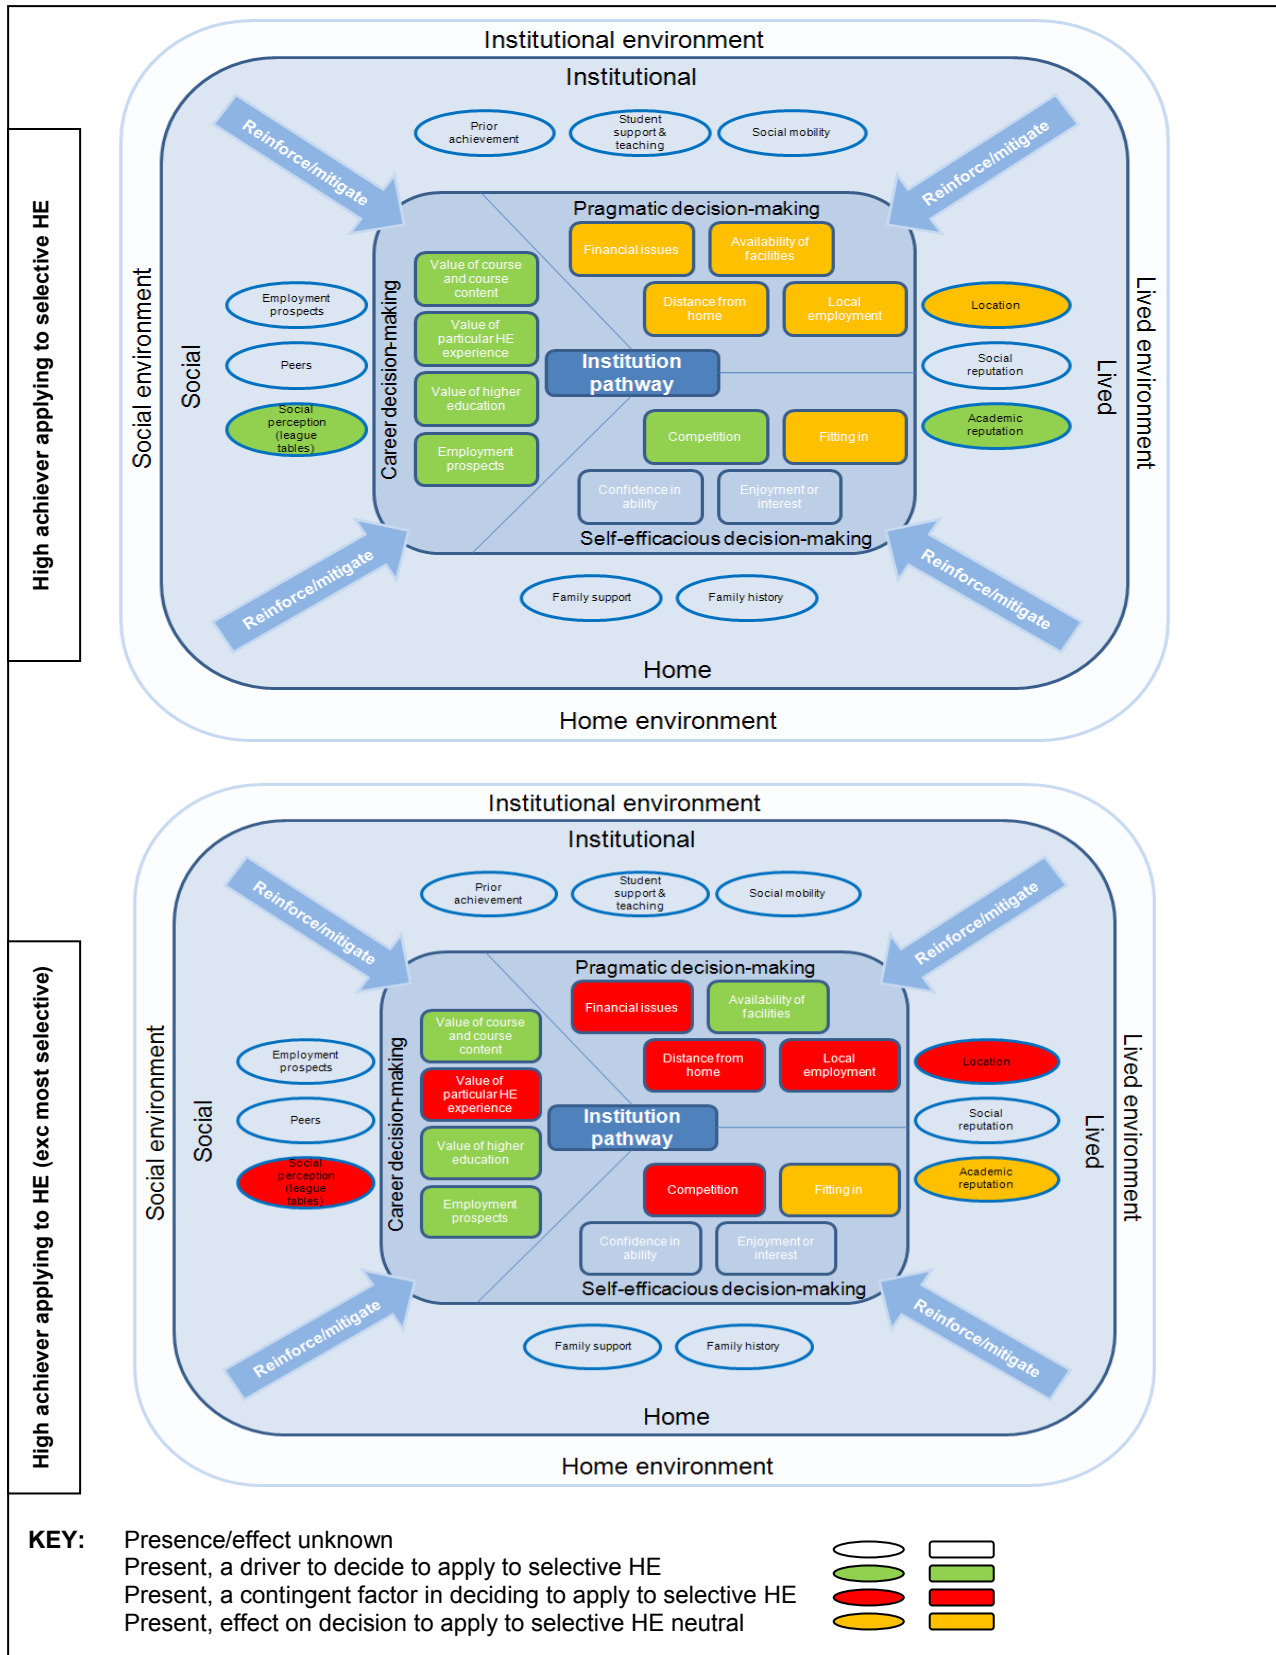 High achiever applying to selective HE
Institutional environment
Institutional
Reinforce/mitigate
Reinforce/mitigate
Prior
achievement
Student
support &
teaching
Social mobility
Social environment
Social
Employment
prospects
Peers
Social
perception
(league
tables)
Career decision-making
Value of course
and course
content
Value of
particular HE
experience
Value of higher
education
Employment
prospects
Pragmatic decision-making
Financial issues
Availability of
facilities
Distance from
home
Local
employment
Institution
pathway
Competition
Fitting in
Confidence in
ability
Enjoyment or
interest
Self-efficacious decision-making
Location
Social
reputation
Academic
reputation
Lived
Lived environment
Reinforce/mitigate
Reinforce/mitigate
Family support
Family history
Home
Home environment
High achiever applying to HE (exc most selective)
Institutional environment
Institutional
Reinforce/mitigate
Reinforce/mitigate
Prior
achievement
Student
support &
teaching
Social mobility
Social environment
Social
Employment
prospects
Peers
Social
perception
(league
tables)
Career decision-making
Value of course
and course
content
Value of
particular HE
experience
Value of higher
education
Employment
prospects
Pragmatic decision-making
Financial issues
Availability of
facilities
Distance from
home
Local
employment
Institution
pathway
Competition
Fitting in
Confidence in
ability
Enjoyment or
interest
Self-efficacious decision-making
Location
Social
reputation
Academic
reputation
Lived
Lived environment
Reinforce/mitigate
Reinforce/mitigate
Family support
Family history
Home
Home environment
KEY: Presence/effect unknown
Present, a driver to decide to apply to selective HE
Present, a contingent factor in deciding to apply to selective HE
Present, effect on decision to apply to selective HE neutral